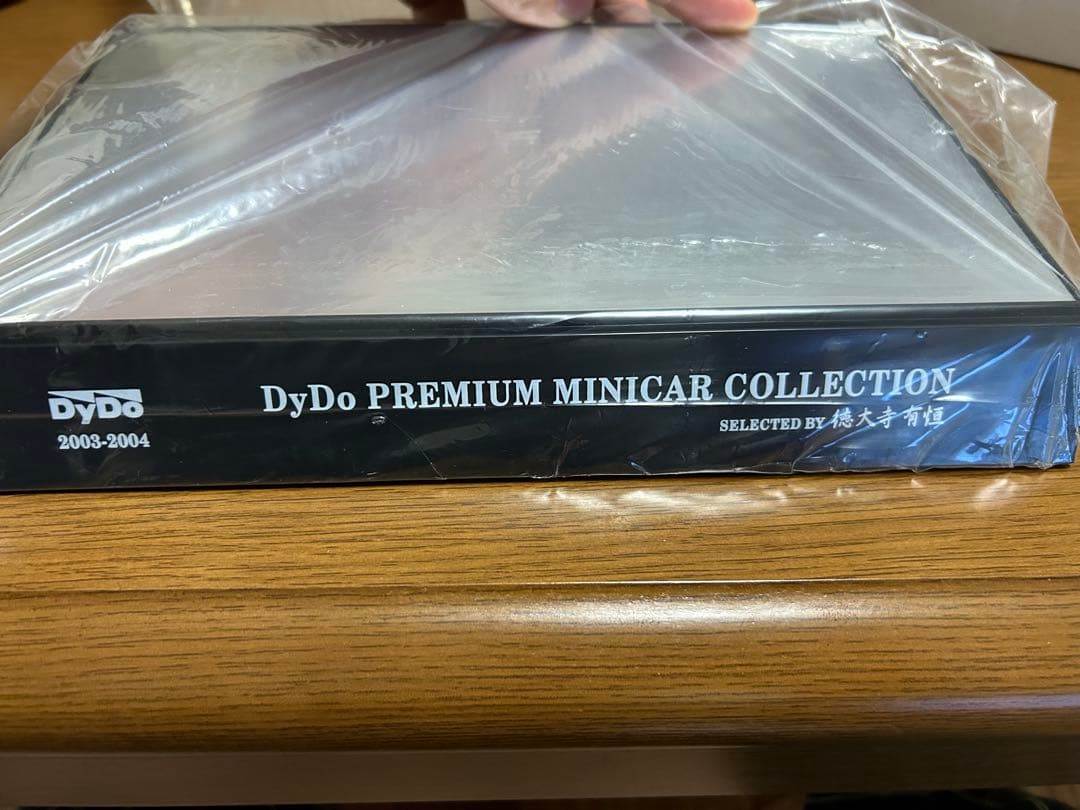 DyDo
2003-2004
DyDo PREMIUM MINICAR COLLECTION
SELECTED BY 徳大寺有恒